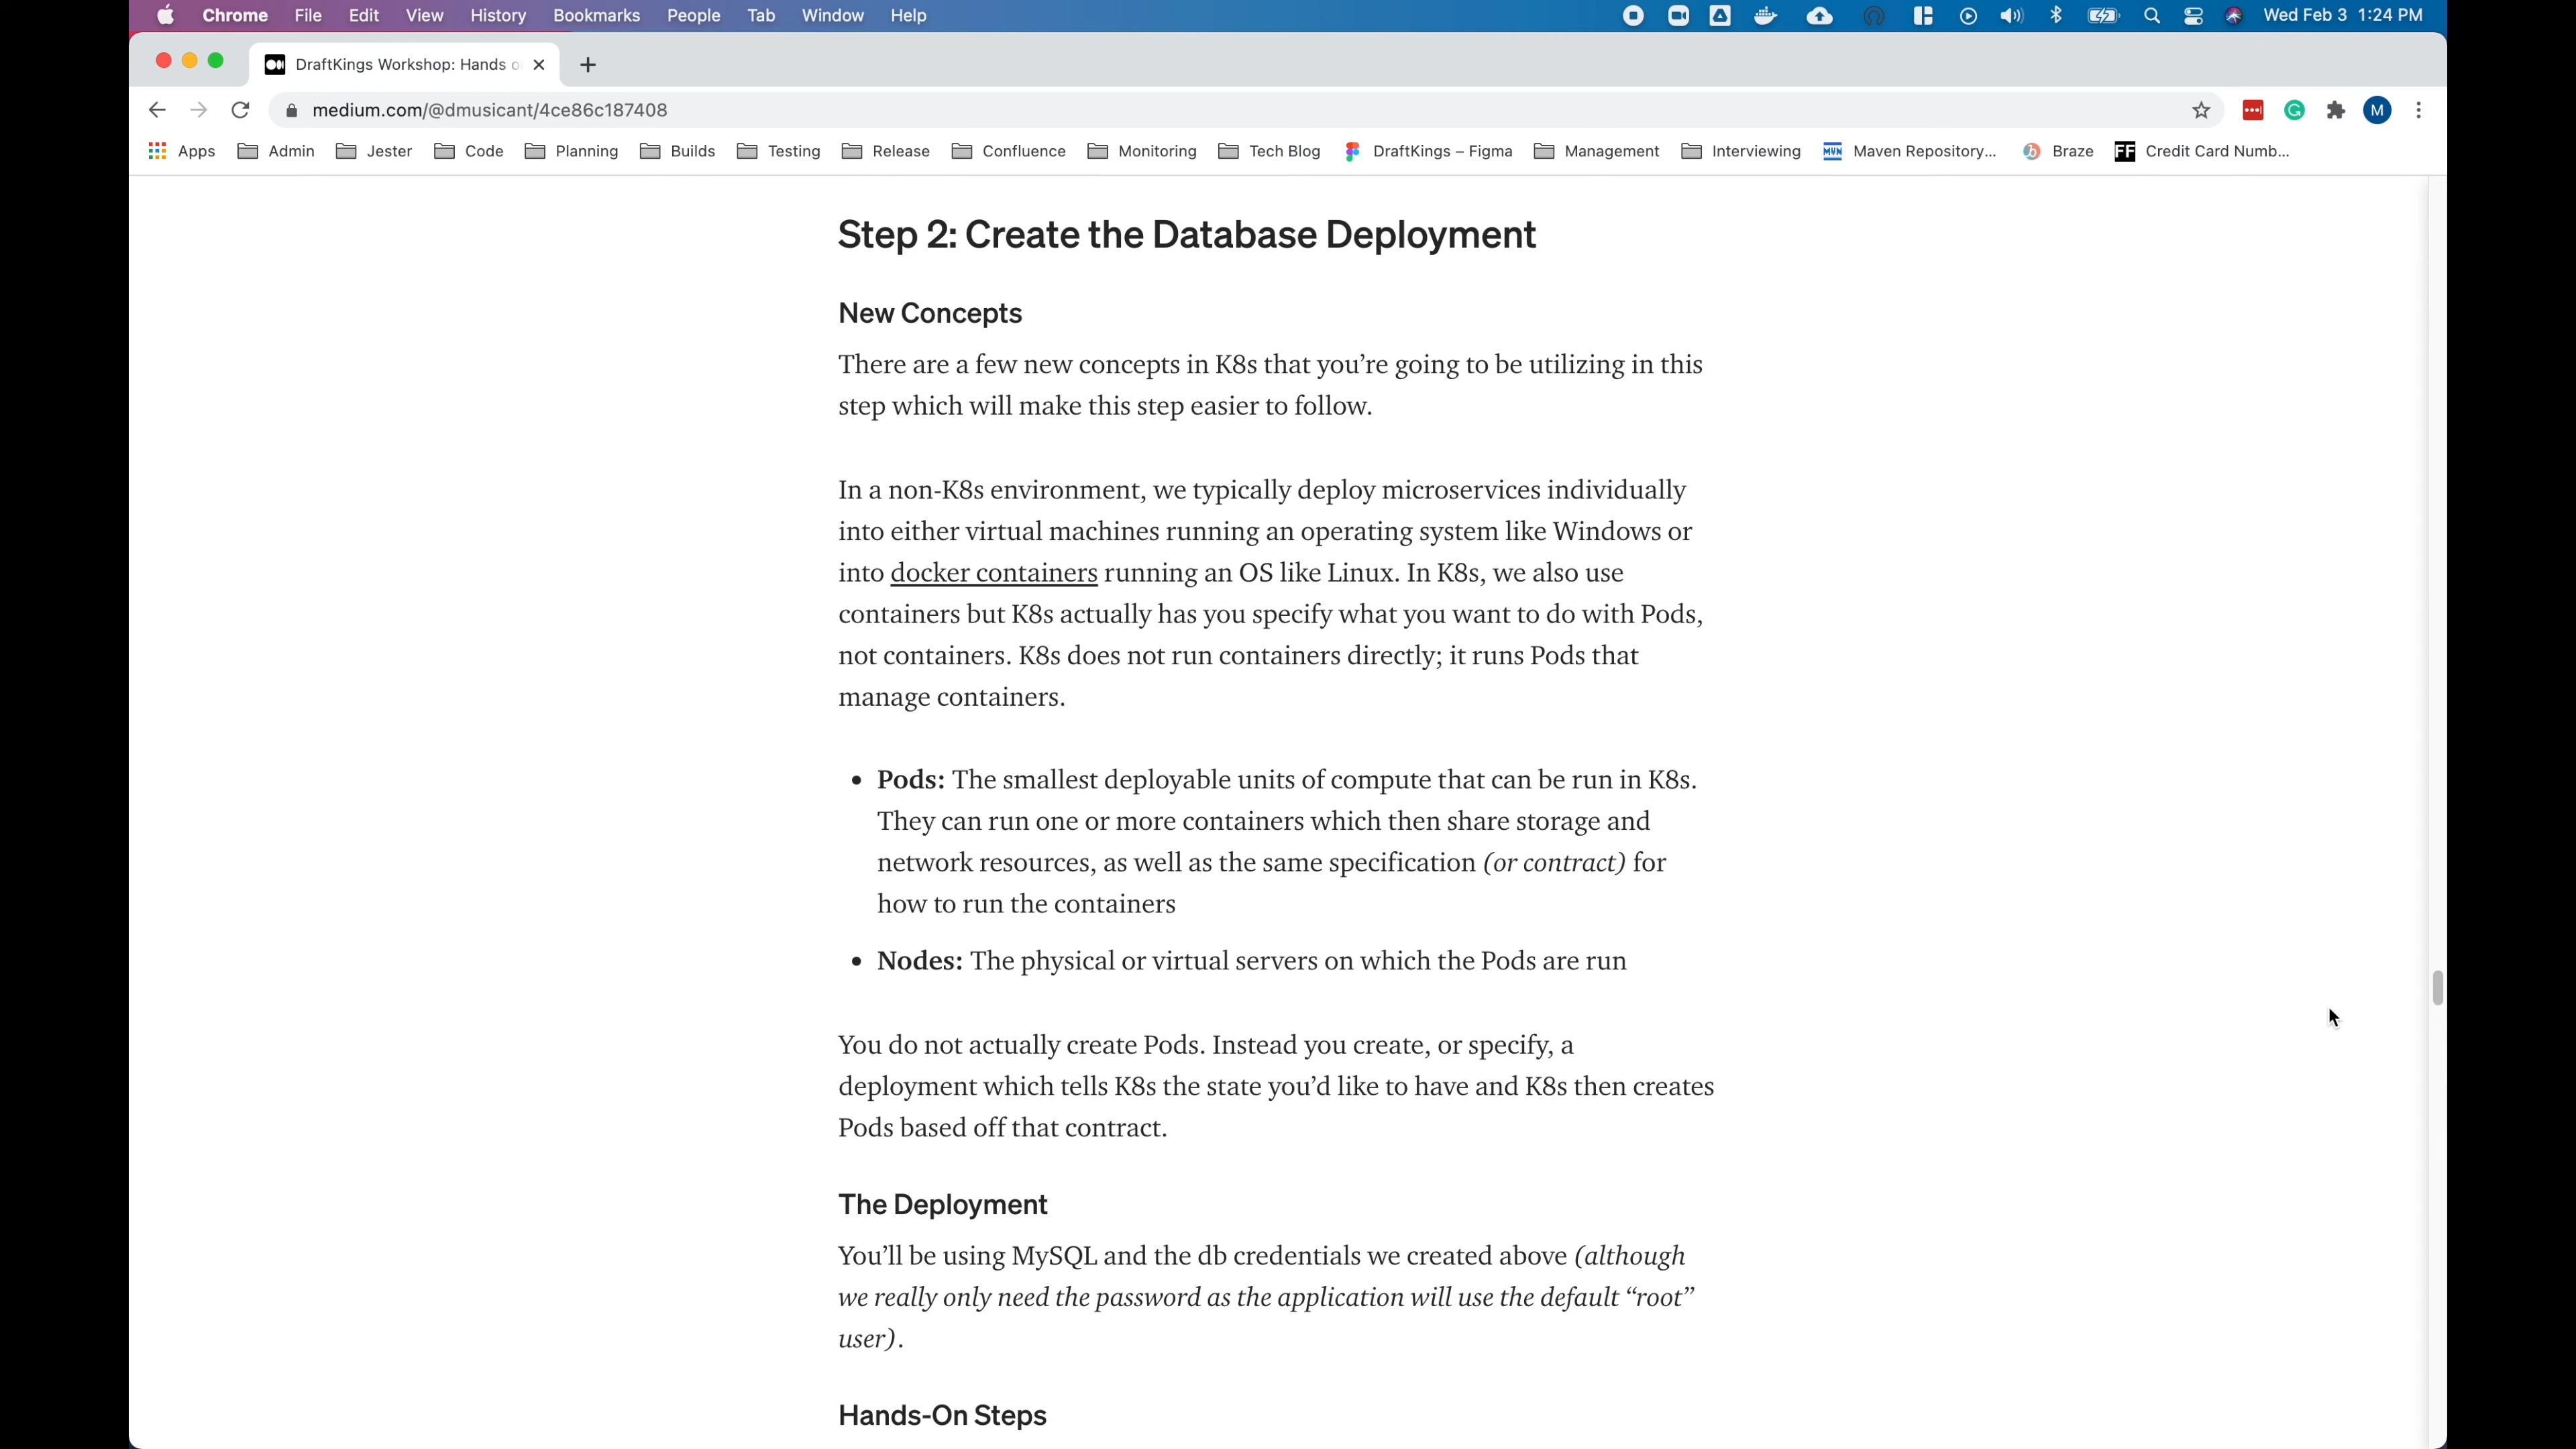 Chrome File Edit View History Bookmarks People Tab Window Help Wed Feb 3 1:24 PM
DraftKings Workshop: Hands o
medium.com/@dmusicant/4ce86c187408 M
Apps Admin Jester Code Planning Builds Testing Release Confluence Monitoring Tech Blog DraftKings – Figma Management Interviewing MVN Maven Repository... b Braze FF Credit Card Numb...
Step 2: Create the Database Deployment
New Concepts
There are a few new concepts in K8s that you’re going to be utilizing in this
step which will make this step easier to follow.
In a non-K8s environment, we typically deploy microservices individually
into either virtual machines running an operating system like Windows or
into docker containers running an OS like Linux. In K8s, we also use
containers but K8s actually has you specify what you want to do with Pods,
not containers. K8s does not run containers directly; it runs Pods that
manage containers.
• Pods: The smallest deployable units of compute that can be run in K8s.
They can run one or more containers which then share storage and
network resources, as well as the same specification (or contract) for
how to run the containers
• Nodes: The physical or virtual servers on which the Pods are run
You do not actually create Pods. Instead you create, or specify, a
deployment which tells K8s the state you’d like to have and K8s then creates
Pods based off that contract.
The Deployment
You’ll be using MySQL and the db credentials we created above (although
we really only need the password as the application will use the default “root”
user).
Hands-On Steps